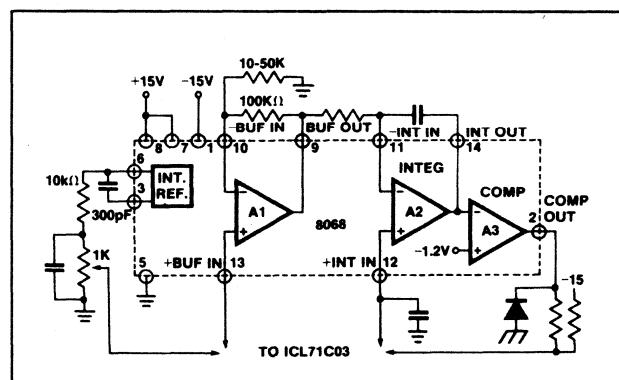 10-50K
+15V
−15V
100KΩ
−BUF IN
BUF OUT
−INT IN
INT OUT
8
7
1
10
9
11
14
6
10kΩ
INT.
REF.
3
300pF
INTEG
COMP
COMP
OUT
2
A1
A2
A3
8068
−1.2V
1K
5
+BUF IN
13
+INT IN
12
−15
TO ICL71C03